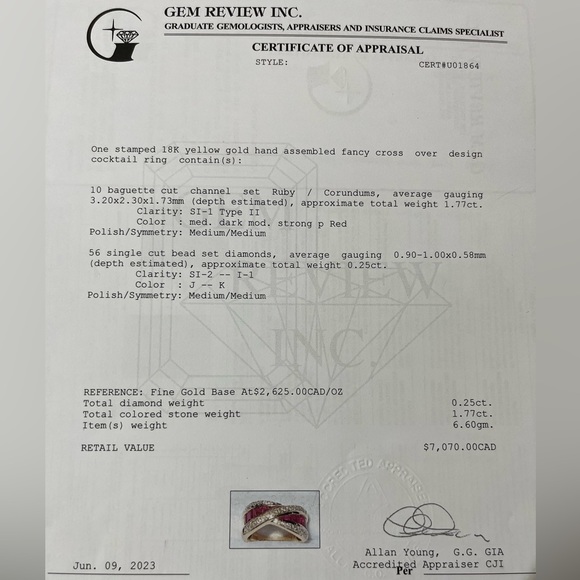 GEM REVIEW INC.
GRADUATE GEMOLOGISTS, APPRAISERS AND INSURANCE CLAIMS SPECIALIST
CERTIFICATE OF APPRAISAL
STYLE: CERT#U01864
One stamped 18K yellow gold hand assembled fancy cross over design
cocktail ring contain(s):
10 baguette cut channel set Ruby / Corundums, average gauging
3.20x2.30x1.73mm (depth estimated), approximate total weight 1.77ct.
Clarity: SI-1 Type II
Color : med. dark mod. strong p Red
Polish/Symmetry: Medium/Medium
56 single cut bead set diamonds, average gauging 0.90-1.00x0.58mm
(depth estimated), approximate total weight 0.25ct.
Clarity: SI-2 -- I-1
Color : J -- K
Polish/Symmetry: Medium/Medium
REVIEW
INC.
REFERENCE: Fine Gold Base At$2,625.00CAD/OZ
Total diamond weight 0.25ct.
Total colored stone weight 1.77ct.
Item(s) weight 6.60gm.
RETAIL VALUE $7,070.00CAD
Allan Young, G.G. GIA
Jun. 09, 2023 Accredited Appraiser CJI
Per